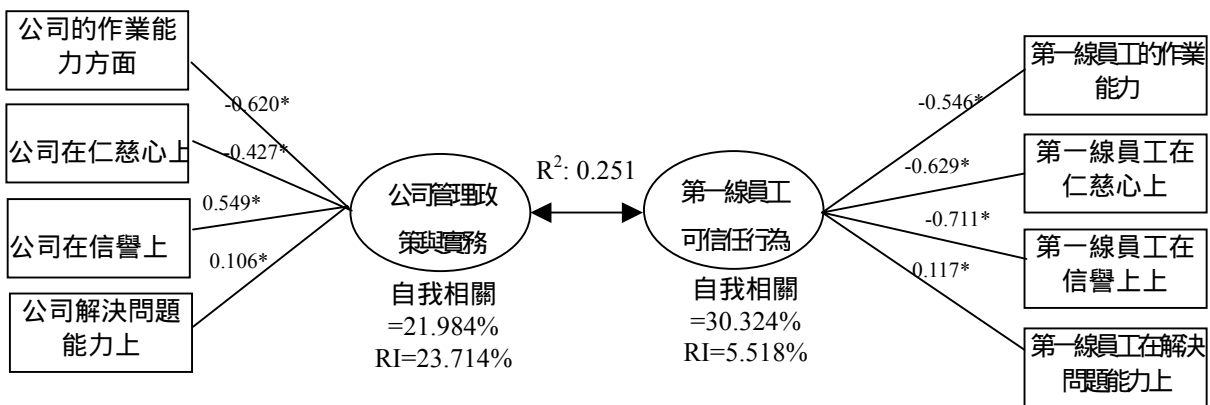 公司的作業能
力方面
-0.620*
公司在仁慈心上
-0.427*
公司在信譽上
0.549*
公司解決問題
能力上
0.106*
公司管理政
策與實務
自我相關
=21.984%
RI=23.714%
R²: 0.251
第一線員工
可信任行為
自我相關
=30.324%
RI=5.518%
-0.546*
第一線員工的作業
能力
-0.629*
第一線員工在
仁慈心上
-0.711*
第一線員工在
信譽上上
0.117*
第一線員工在解決
問題能力上